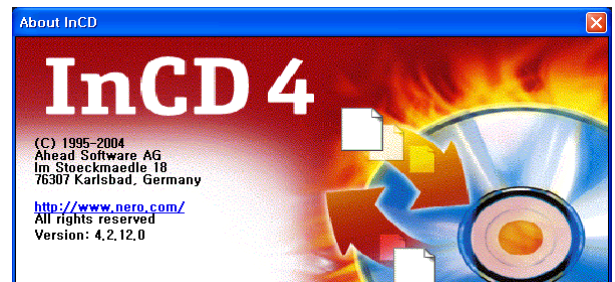 About InCD
InCD 4
(C) 1995-2004
Ahead Software AG
Im Stoeckmaedle 18
76307 Karlsbad, Germany
http://www.nero.com/
All rights reserved
Version: 4.2.12.0